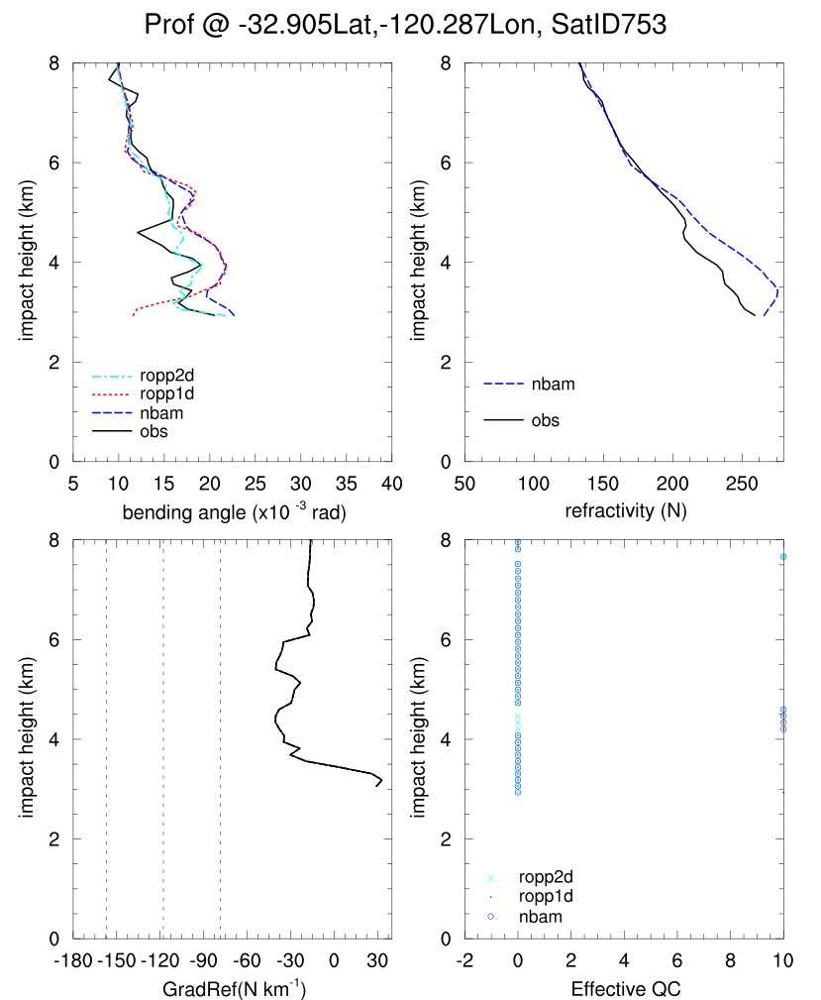 Prof @ -32.905Lat,-120.287Lon, SatID753
8
6
4
2
0
impact height (km)
ropp2d
ropp1d
nbam
obs
5 10 15 20 25 30 35 40
bending angle (x10 -3 rad)
8
6
4
2
0
impact height (km)
nbam
obs
50 100 150 200 250
refractivity (N)
8
6
4
2
0
impact height (km)
-180 -150 -120 -90 -60 -30 0 30
GradRef(N km-1)
8
6
4
2
0
impact height (km)
ropp2d
ropp1d
nbam
-2 0 2 4 6 8 10
Effective QC